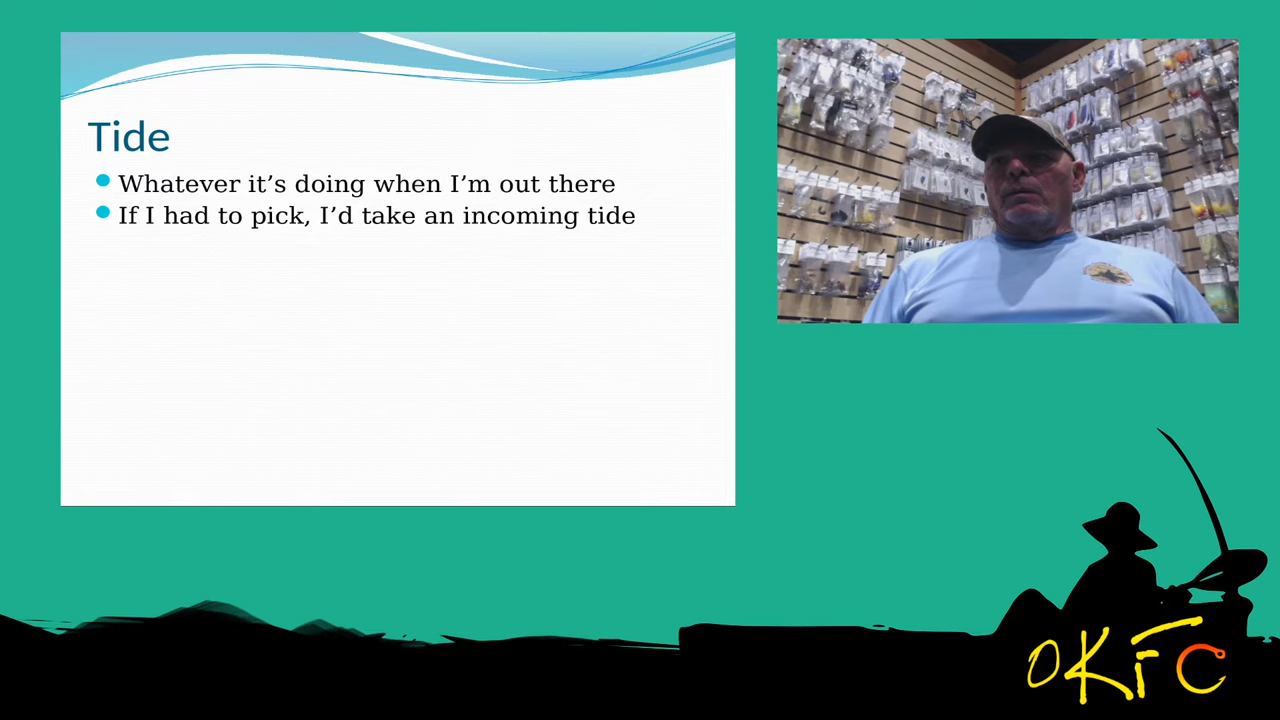 Tide
Whatever it’s doing when I’m out there
If I had to pick, I’d take an incoming tide
OKFC